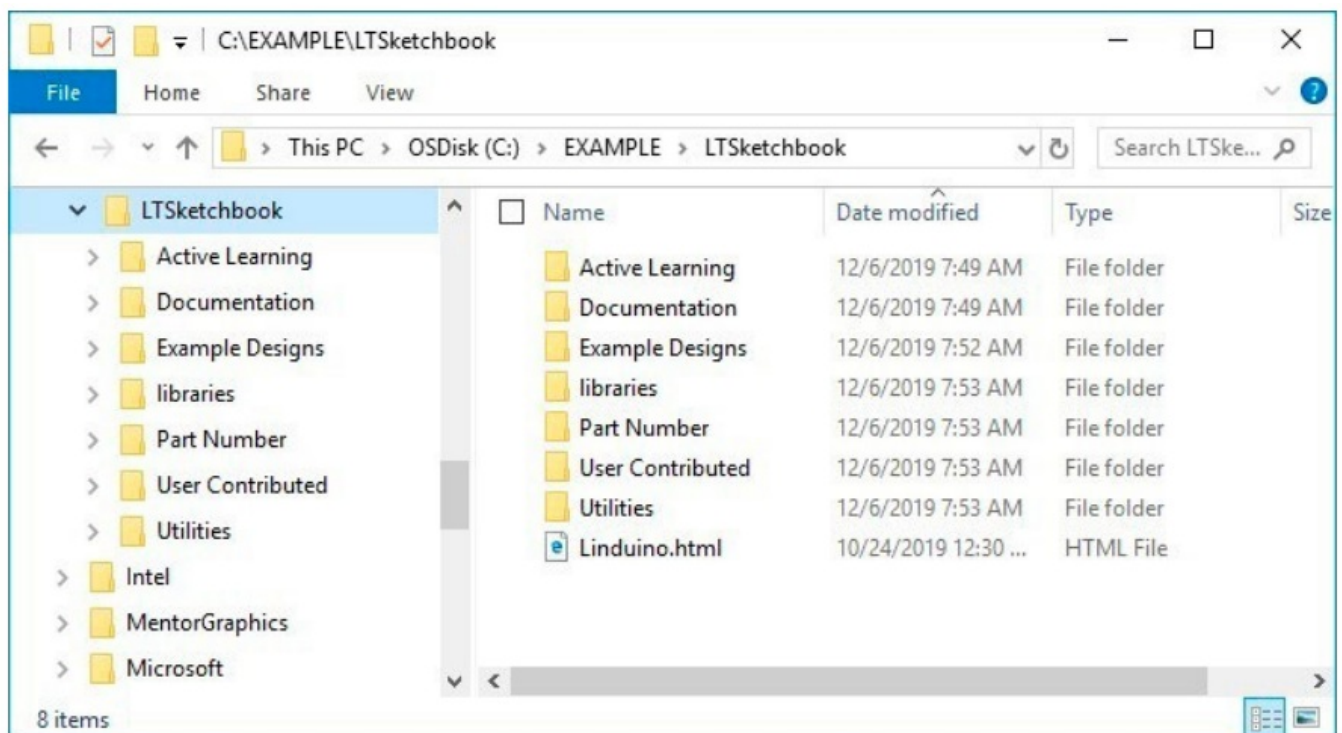 C:\EXAMPLE\LTSketchbook
File Home Share View
This PC > OSDisk (C:) > EXAMPLE > LTSketchbook Search LTSke...
LTSketchbook
Active Learning
Documentation
Example Designs
libraries
Part Number
User Contributed
Utilities
Intel
MentorGraphics
Microsoft
Name Date modified Type Size
Active Learning 12/6/2019 7:49 AM File folder
Documentation 12/6/2019 7:49 AM File folder
Example Designs 12/6/2019 7:52 AM File folder
libraries 12/6/2019 7:53 AM File folder
Part Number 12/6/2019 7:53 AM File folder
User Contributed 12/6/2019 7:53 AM File folder
Utilities 12/6/2019 7:53 AM File folder
Linduino.html 10/24/2019 12:30 ... HTML File
8 items